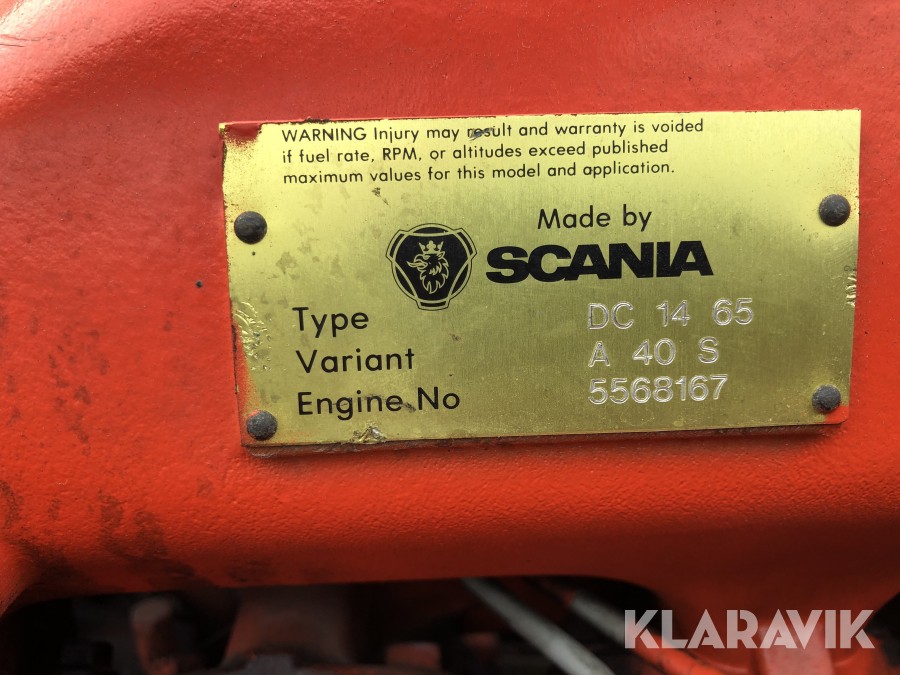 WARNING Injury may result and warranty is voided
if fuel rate, RPM, or altitudes exceed published
maximum values for this model and application.
Made by
SCANIA
Type DC 14 65
Variant A 40 S
Engine No 5568167
KLARAVIK